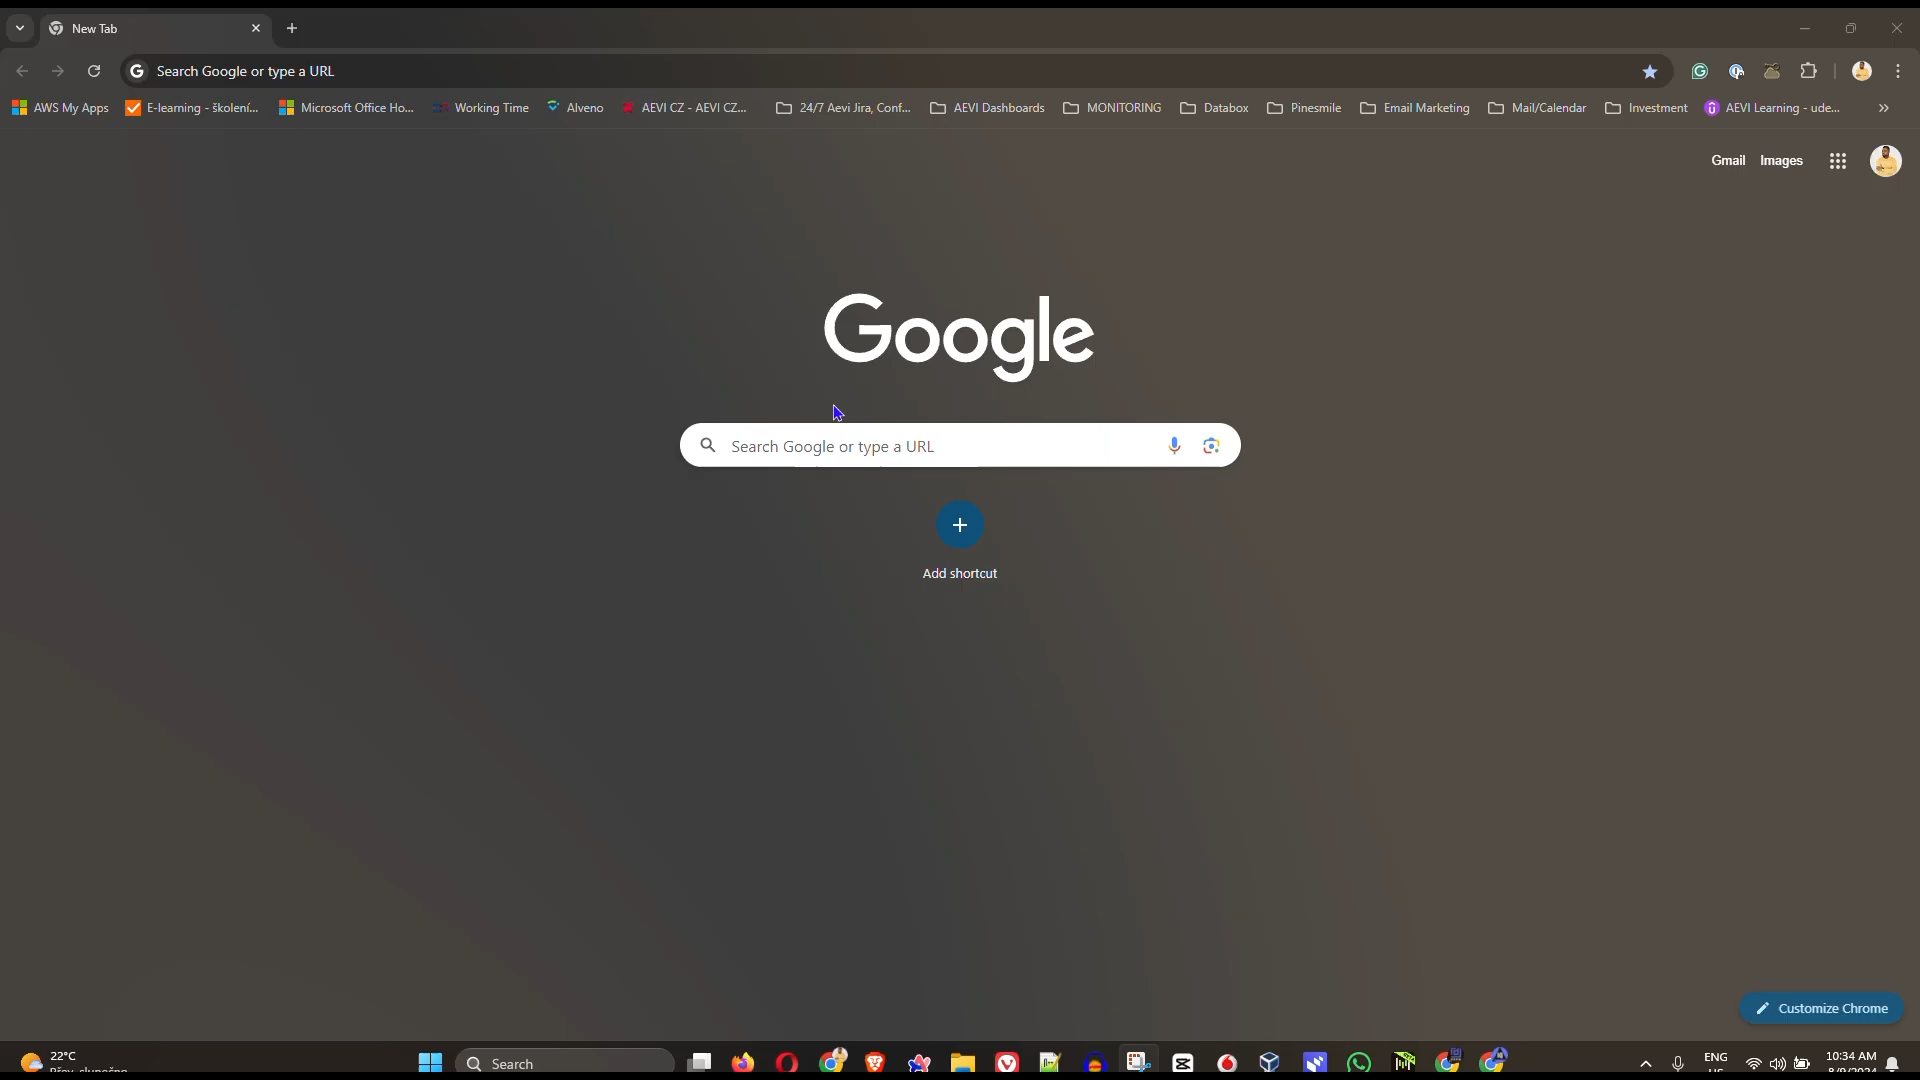 New Tab
Search Google or type a URL
AWS My Apps E-learning - školení... Microsoft Office Ho... Working Time Alveno AEVI CZ - AEVI CZ... 24/7 Aevi Jira, Conf... AEVI Dashboards MONITORING Databox Pinesmile Email Marketing Mail/Calendar Investment AEVI Learning - ude...
Gmail Images
Google
Search Google or type a URL
Add shortcut
Customize Chrome
22°C
Search
ENG
10:34 AM